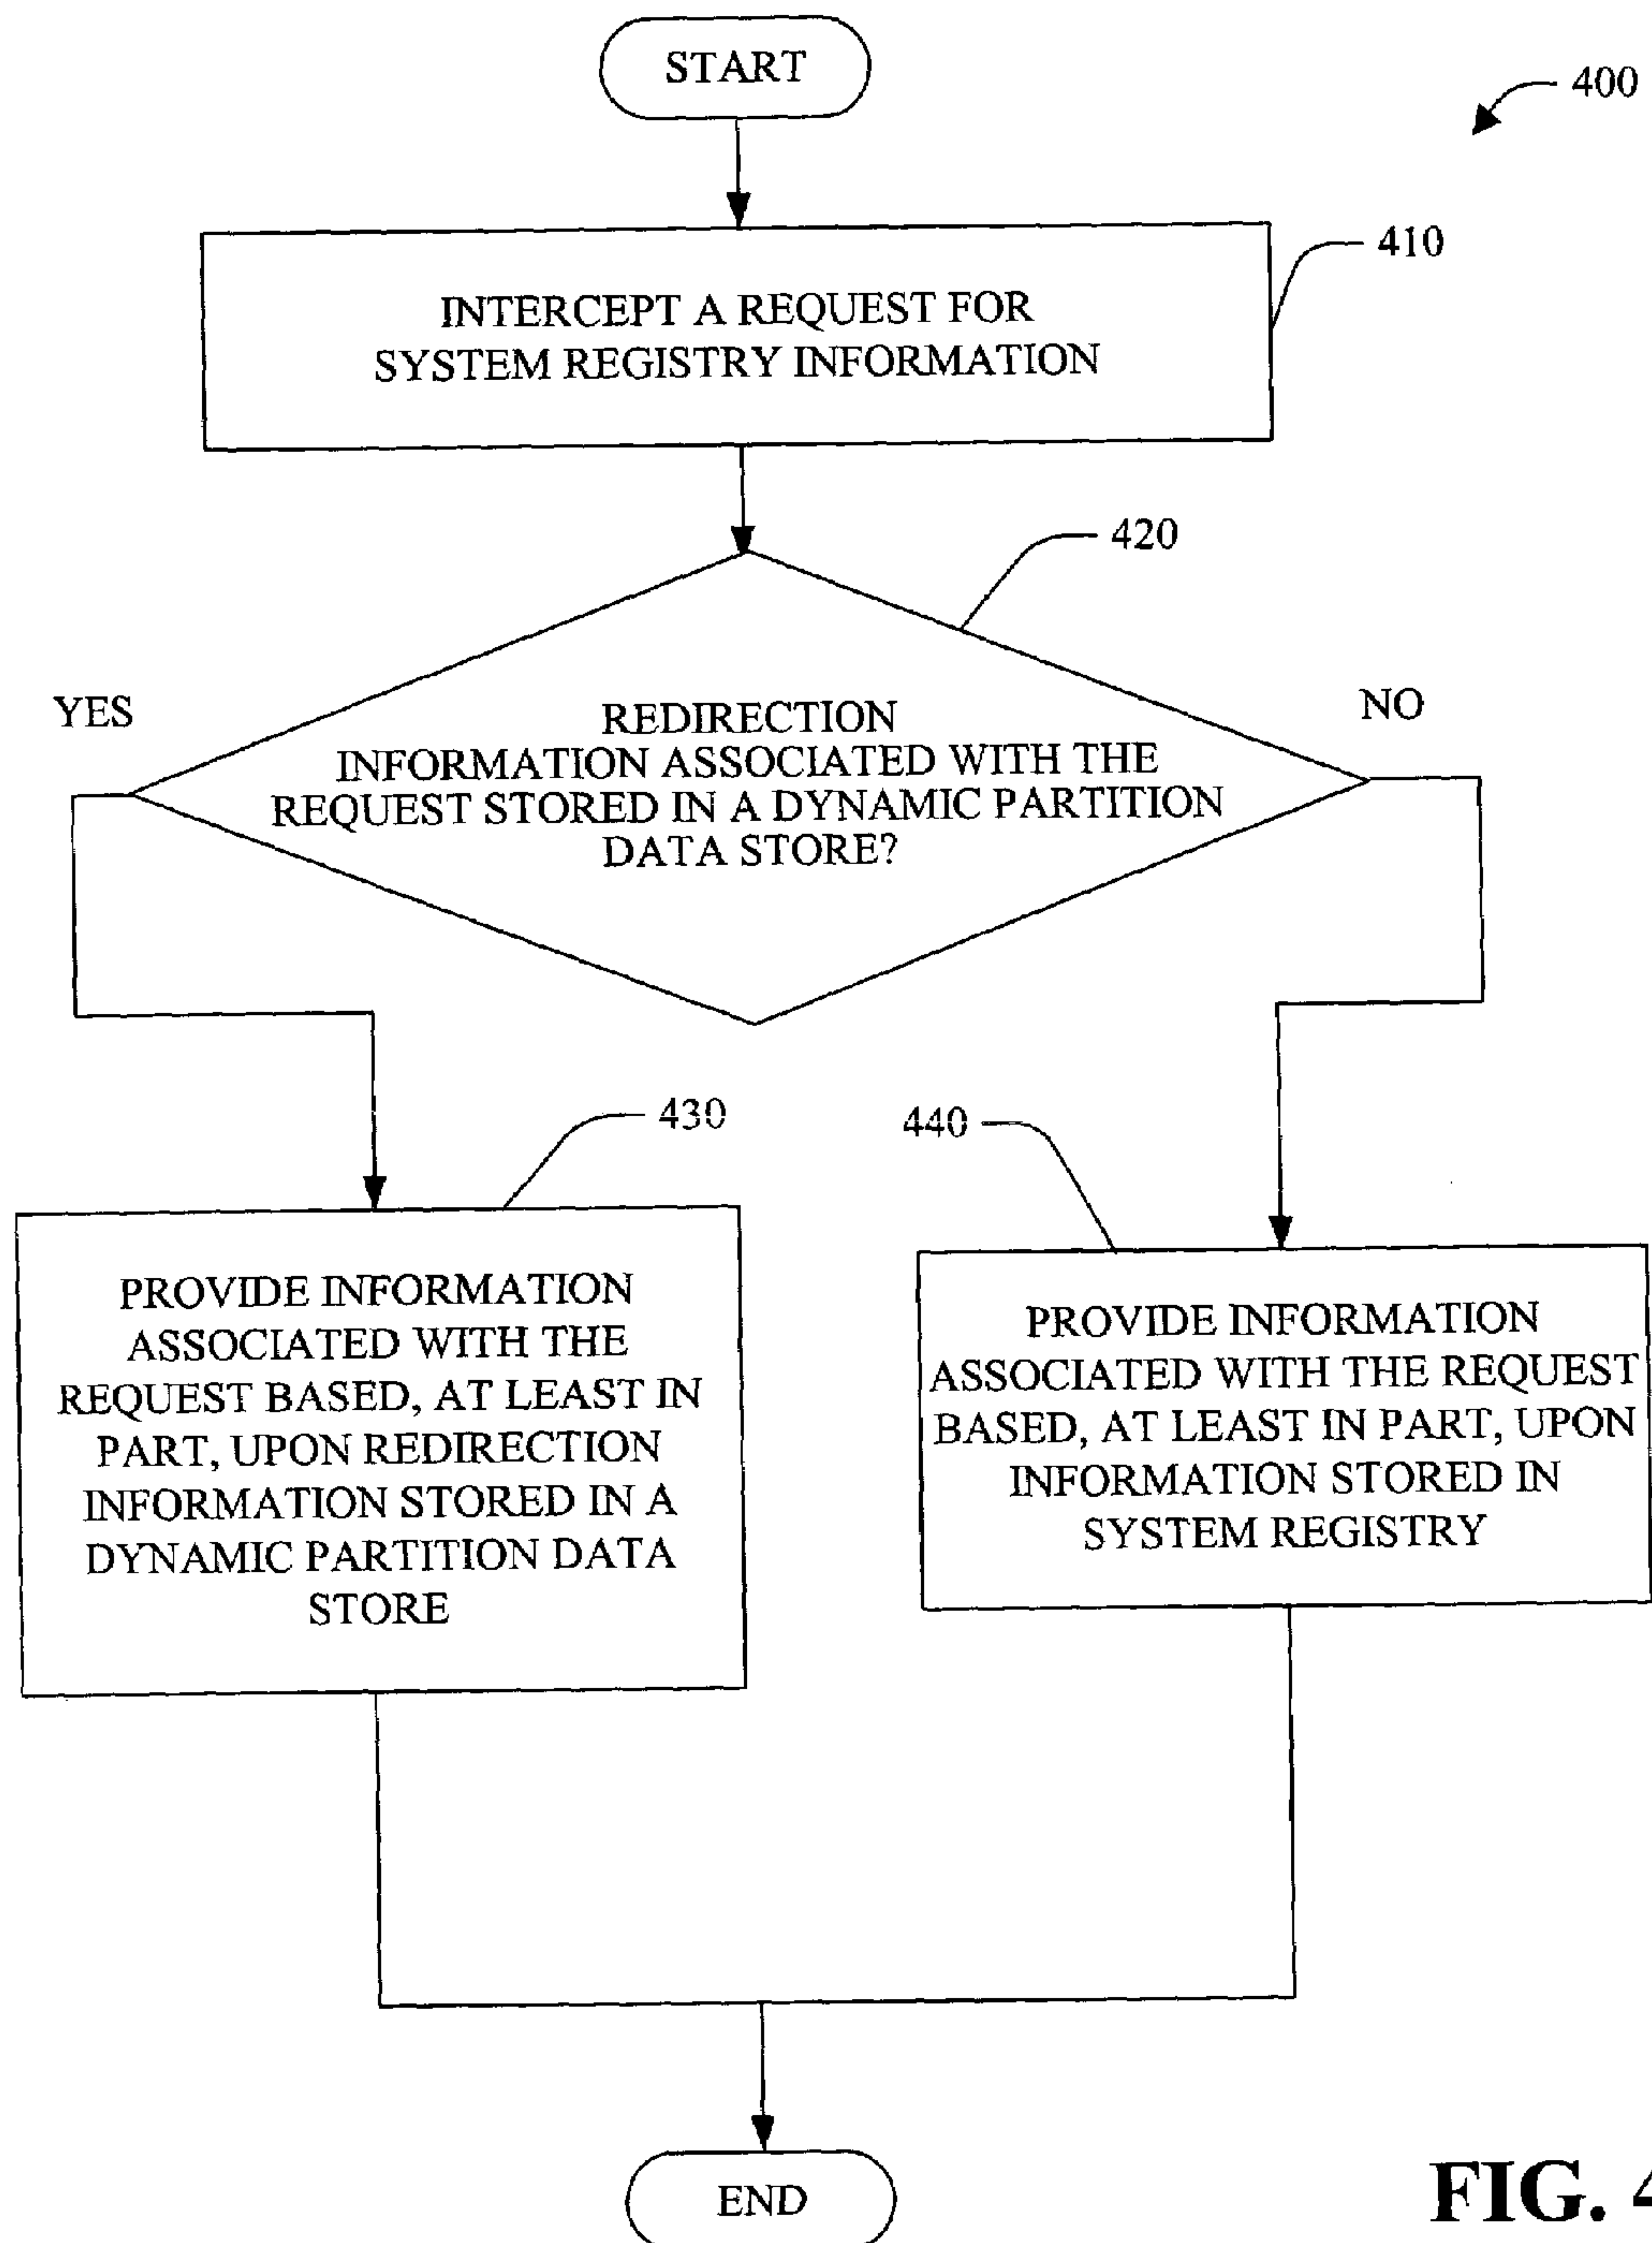 START
400
INTERCEPT A REQUEST FOR
SYSTEM REGISTRY INFORMATION
410
420
YES
NO
REDIRECTION
INFORMATION ASSOCIATED WITH THE
REQUEST STORED IN A DYNAMIC PARTITION
DATA STORE?
430
440
PROVIDE INFORMATION
ASSOCIATED WITH THE
REQUEST BASED, AT LEAST IN
PART, UPON REDIRECTION
INFORMATION STORED IN A
DYNAMIC PARTITION DATA
STORE
PROVIDE INFORMATION
ASSOCIATED WITH THE REQUEST
BASED, AT LEAST IN PART, UPON
INFORMATION STORED IN
SYSTEM REGISTRY
END
FIG. 4